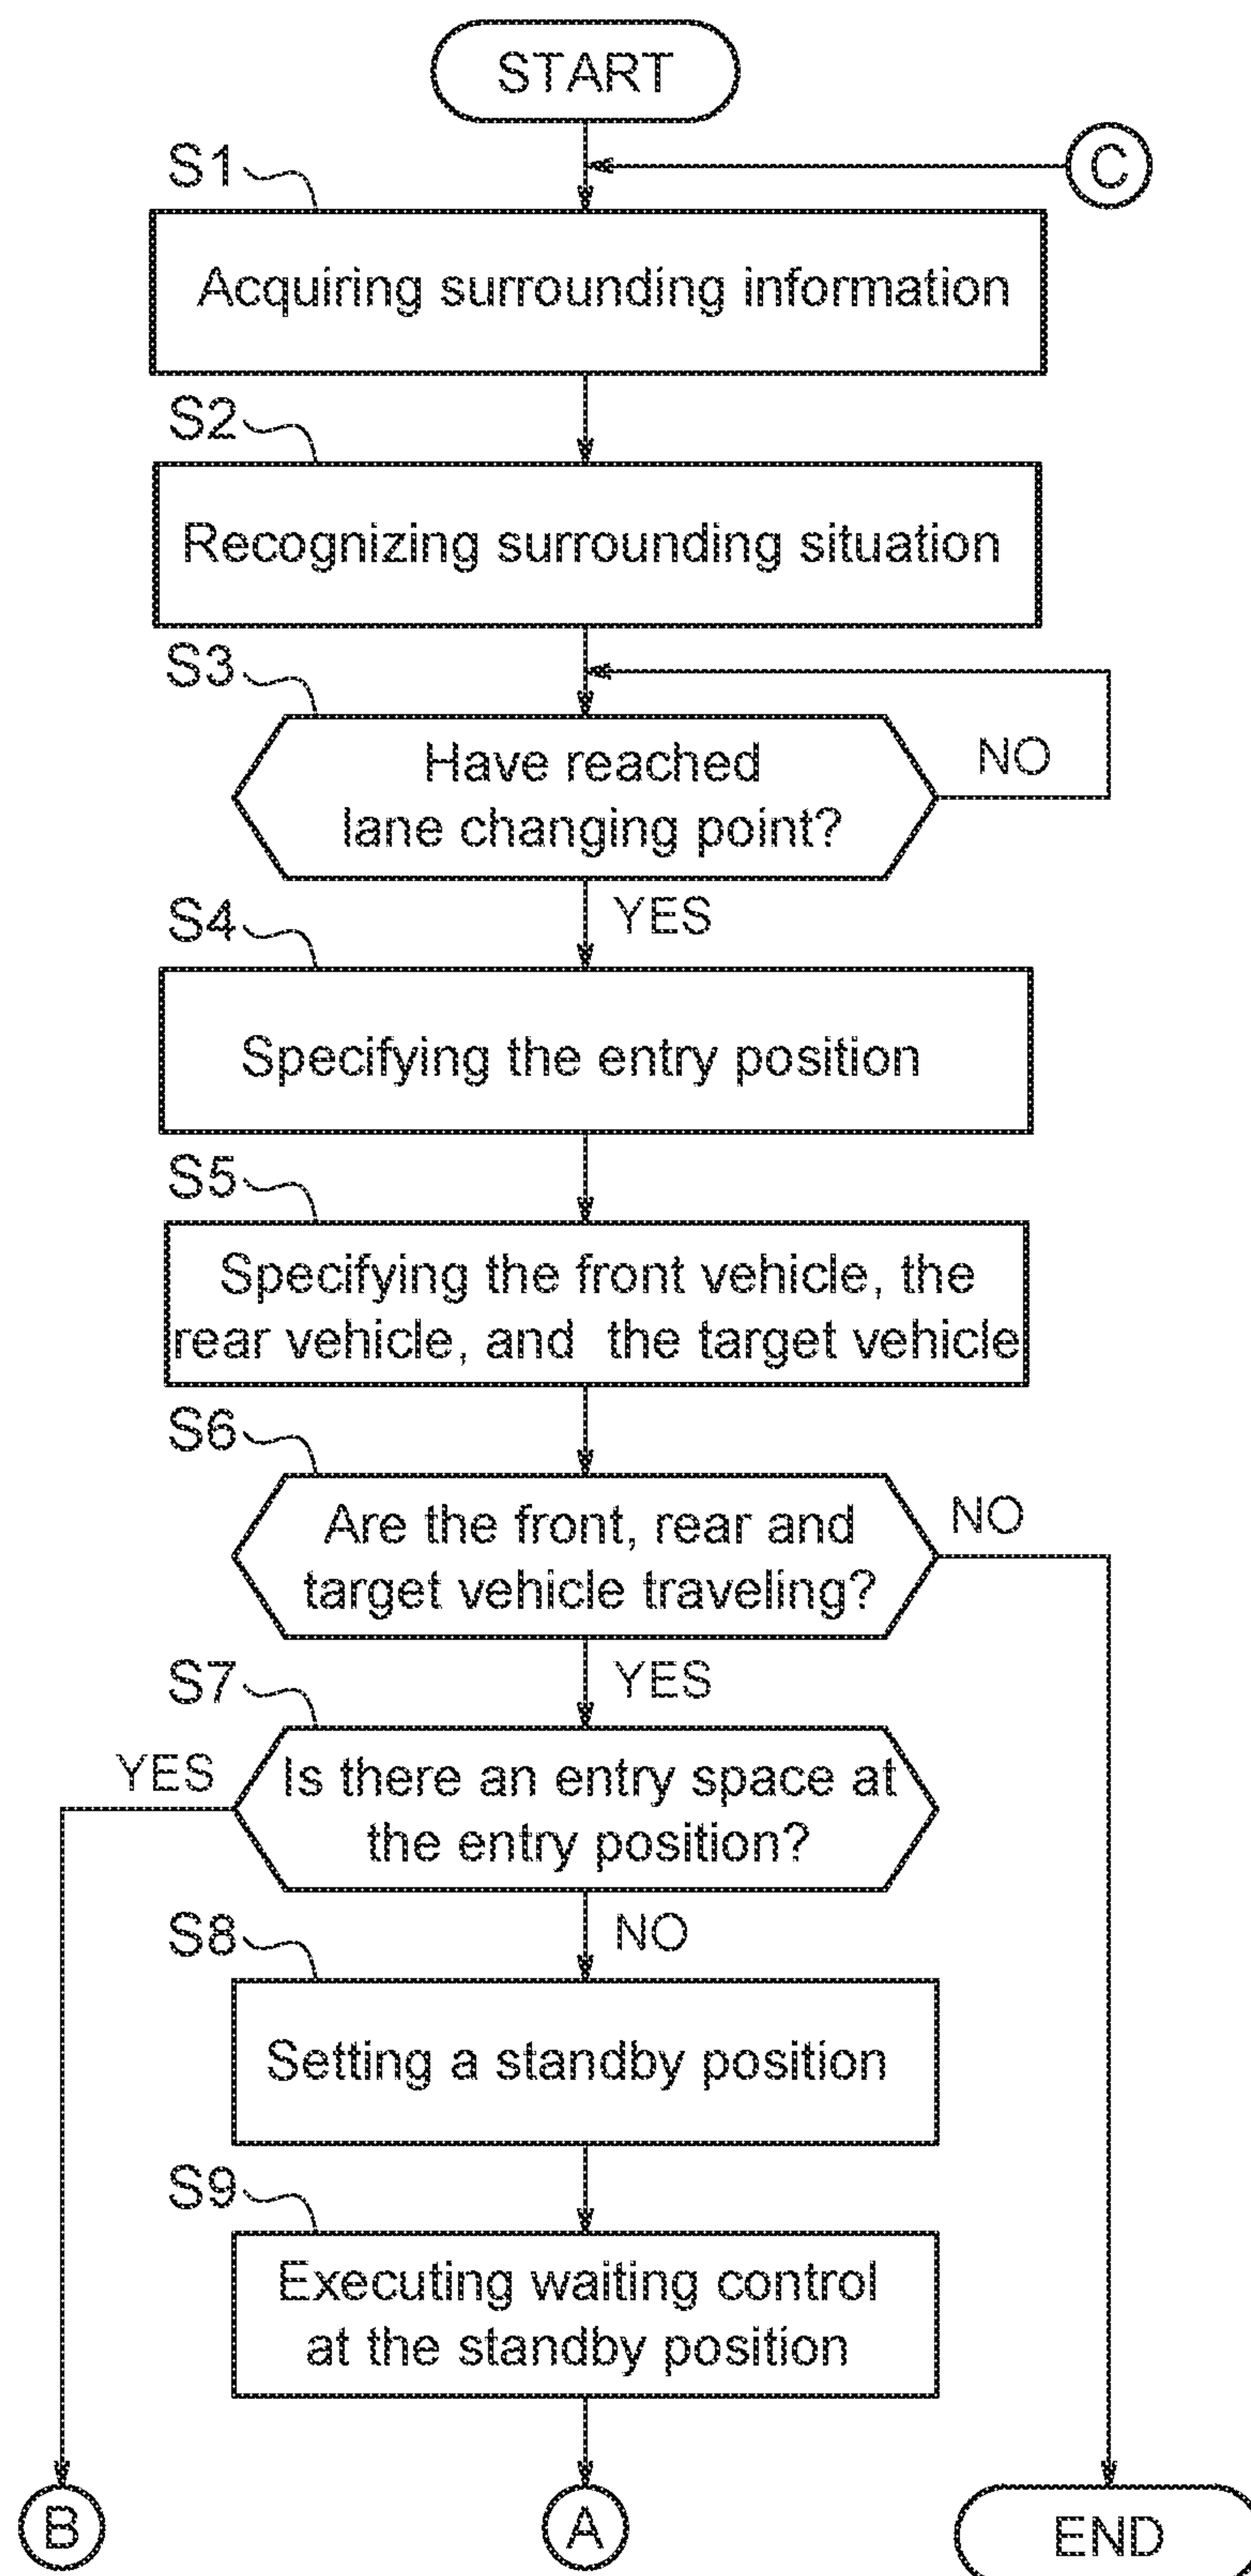 START
C
S1
Acquiring surrounding information
S2
Recognizing surrounding situation
S3
Have reached
lane changing point?
NO
YES
S4
Specifying the entry position
S5
Specifying the front vehicle, the
rear vehicle, and the target vehicle
S6
Are the front, rear and
target vehicle traveling?
NO
YES
S7
YES
Is there an entry space at
the entry position?
NO
S8
Setting a standby position
S9
Executing waiting control
at the standby position
B
A
END